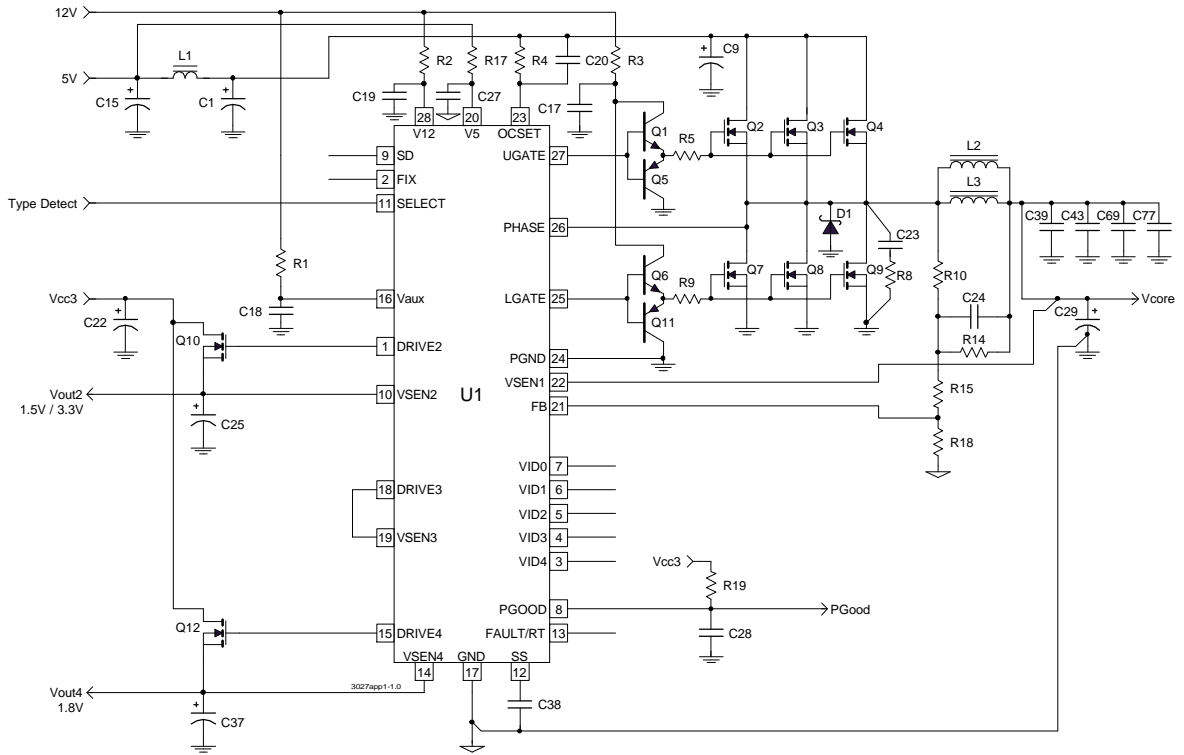 12V
5V
L1
C15
C1
R2
R17
R4
C20
R3
C9
C19
C27
C17
28
20
23
V12
V5
OCSET
Q1
Q5
R5
Q2
Q3
Q4
9 SD
2 FIX
Type Detect
11 SELECT
UGATE 27
PHASE 26
L2
L3
D1
C23
R8
C39
C43
C69
C77
R1
C18
16 Vaux
Q6
Q11
LGATE 25
R9
Q7
Q8
Q9
R10
C24
R14
C29
Vcore
Vcc3
C22
Q10
1 DRIVE2
PGND 24
VSEN1 22
FB 21
R15
R18
Vout2
1.5V / 3.3V
10 VSEN2
C25
U1
18 DRIVE3
19 VSEN3
VID0 7
VID1 6
VID2 5
VID3 4
VID4 3
Vcc3
R19
PGOOD 8
PGood
C28
FAULT/RT 13
Q12
15 DRIVE4
VSEN4
GND
SS
14
17
12
3027app1-1.0
Vout4
1.8V
C37
C38